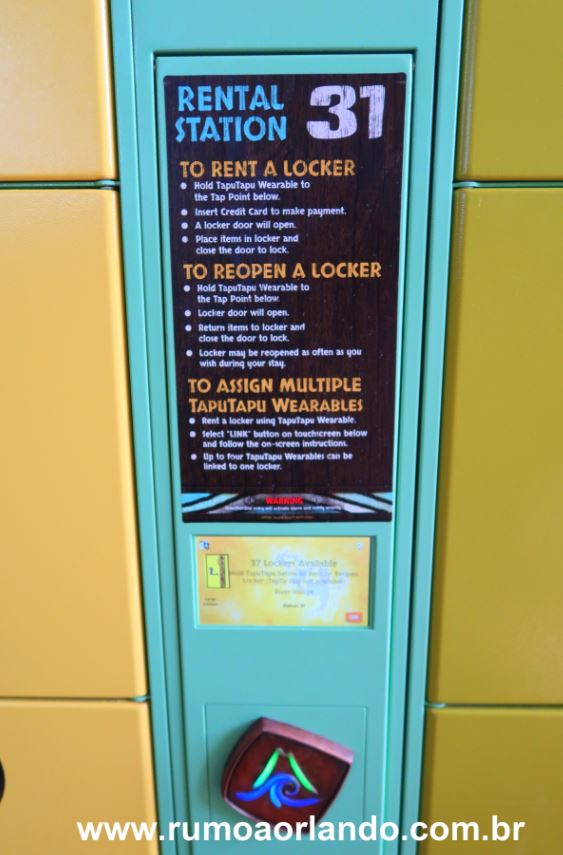 RENTAL
STATION
31
TO RENT A LOCKER
Hold TapuTapu Wearable to
the Tap Point below.
Insert Credit Card to make payment.
A locker door will open.
Place items in locker and
close the door to lock.
TO REOPEN A LOCKER
Hold TapuTapu Wearable to
the Tap Point below.
Locker door will open.
Return items to locker and
close the door to lock.
Locker may be reopened as often as you
wish during your stay.
TO ASSIGN MULTIPLE
TAPUTAPU WEARABLES
Rent a locker using TapuTapu Wearable.
Select "LINK" button on touchscreen below
and follow the on-screen instructions.
Up to four TapuTapu Wearables can be
linked to one locker.
WARNING
37 Lockers Available
www.rumoaorlando.com.br